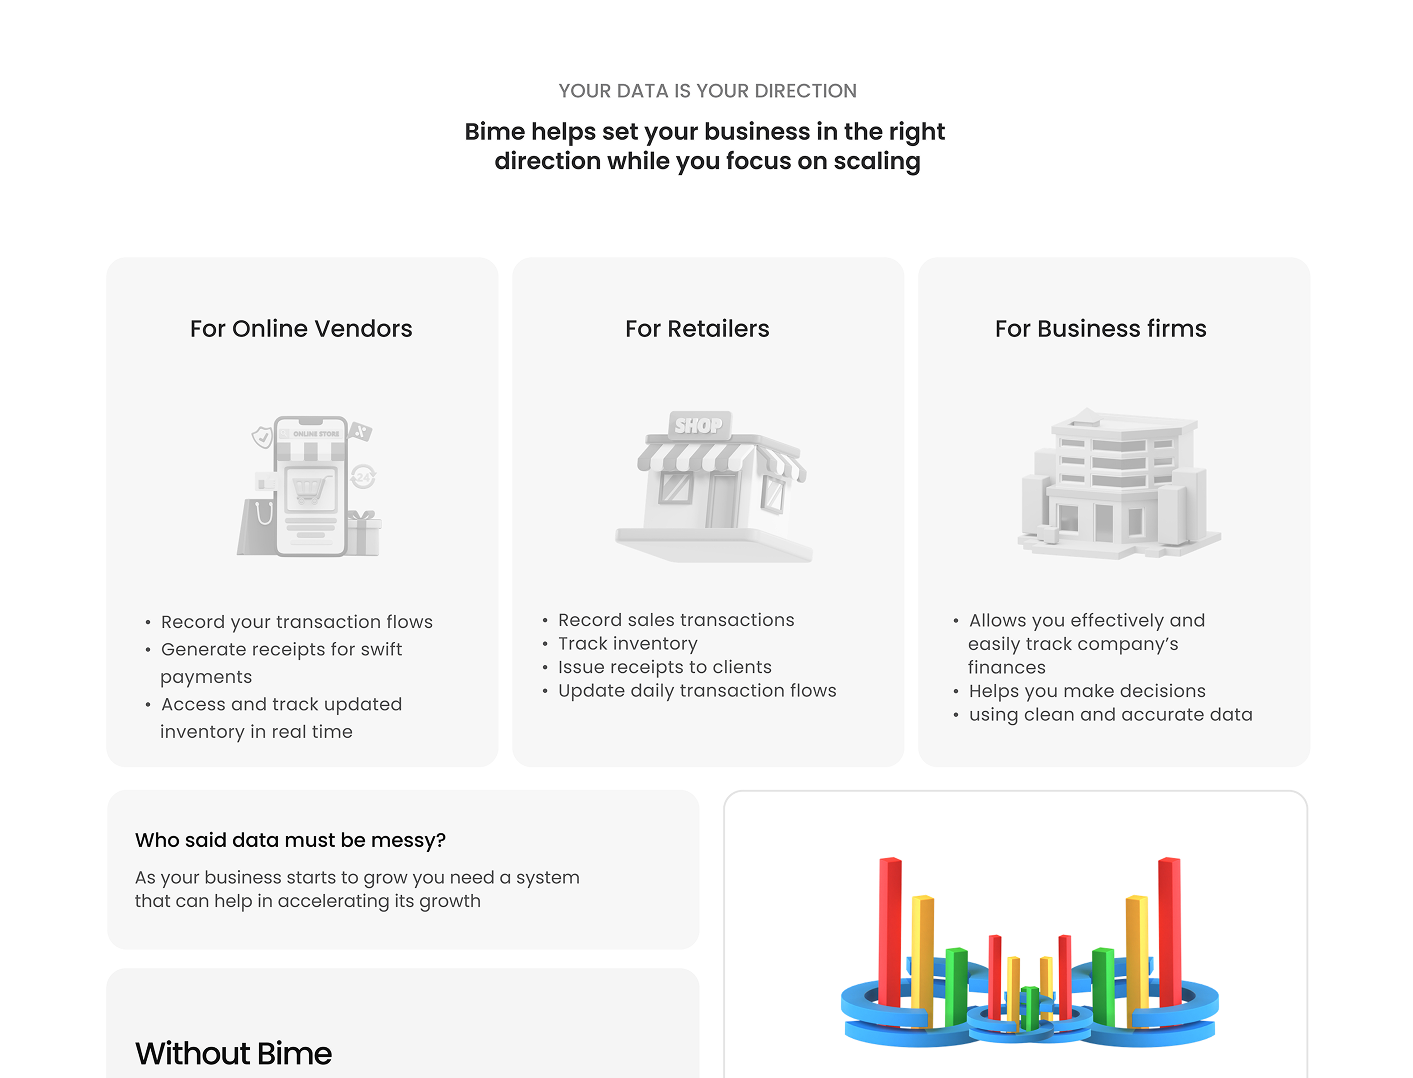 YOUR DATA IS YOUR DIRECTION
Bime helps set your business in the right
direction while you focus on scaling
For Online Vendors
ONLINE STORE
24
• Record your transaction flows
• Generate receipts for swift
payments
• Access and track updated
inventory in real time
For Retailers
SHOP
• Record sales transactions
• Track inventory
• Issue receipts to clients
• Update daily transaction flows
For Business firms
• Allows you effectively and
easily track company’s
finances
• Helps you make decisions
• using clean and accurate data
Who said data must be messy?
As your business starts to grow you need a system
that can help in accelerating its growth
Without Bime